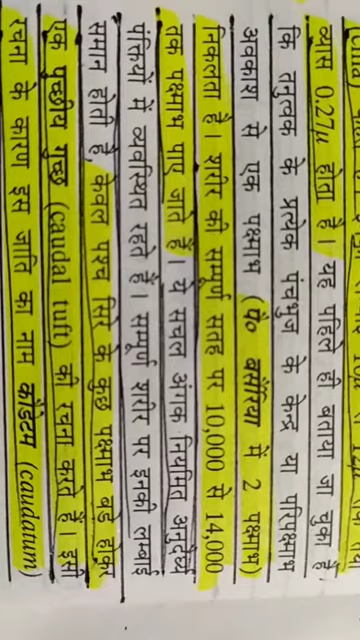 व्यास 0.27μ होता है। यह पहिले ही बताया जा चुका है
कि तनुत्वक के प्रत्येक पंचभुज के केन्द्र या परिपक्ष्माभ
अवकाश से एक पक्ष्माभ (पै० बर्सेरिया में 2 पक्ष्माभ)
निकलता है। शरीर की सम्पूर्ण सतह पर 10,000 से 14,000
तक पक्ष्माभ पाए जाते हैं। ये सचल अंगक नियमित अनुदैर्ध्य
पंक्तियों में व्यवस्थित रहते हैं। सम्पूर्ण शरीर पर इनकी लम्बाई
समान होती है, केवल पश्च सिरे के कुछ पक्ष्माभ बड़े होकर
एक पुच्छीय गुच्छ (caudal tuft) की रचना करते हैं। इसी
रचना के कारण इस जाति का नाम कॉडेटम (caudatum)